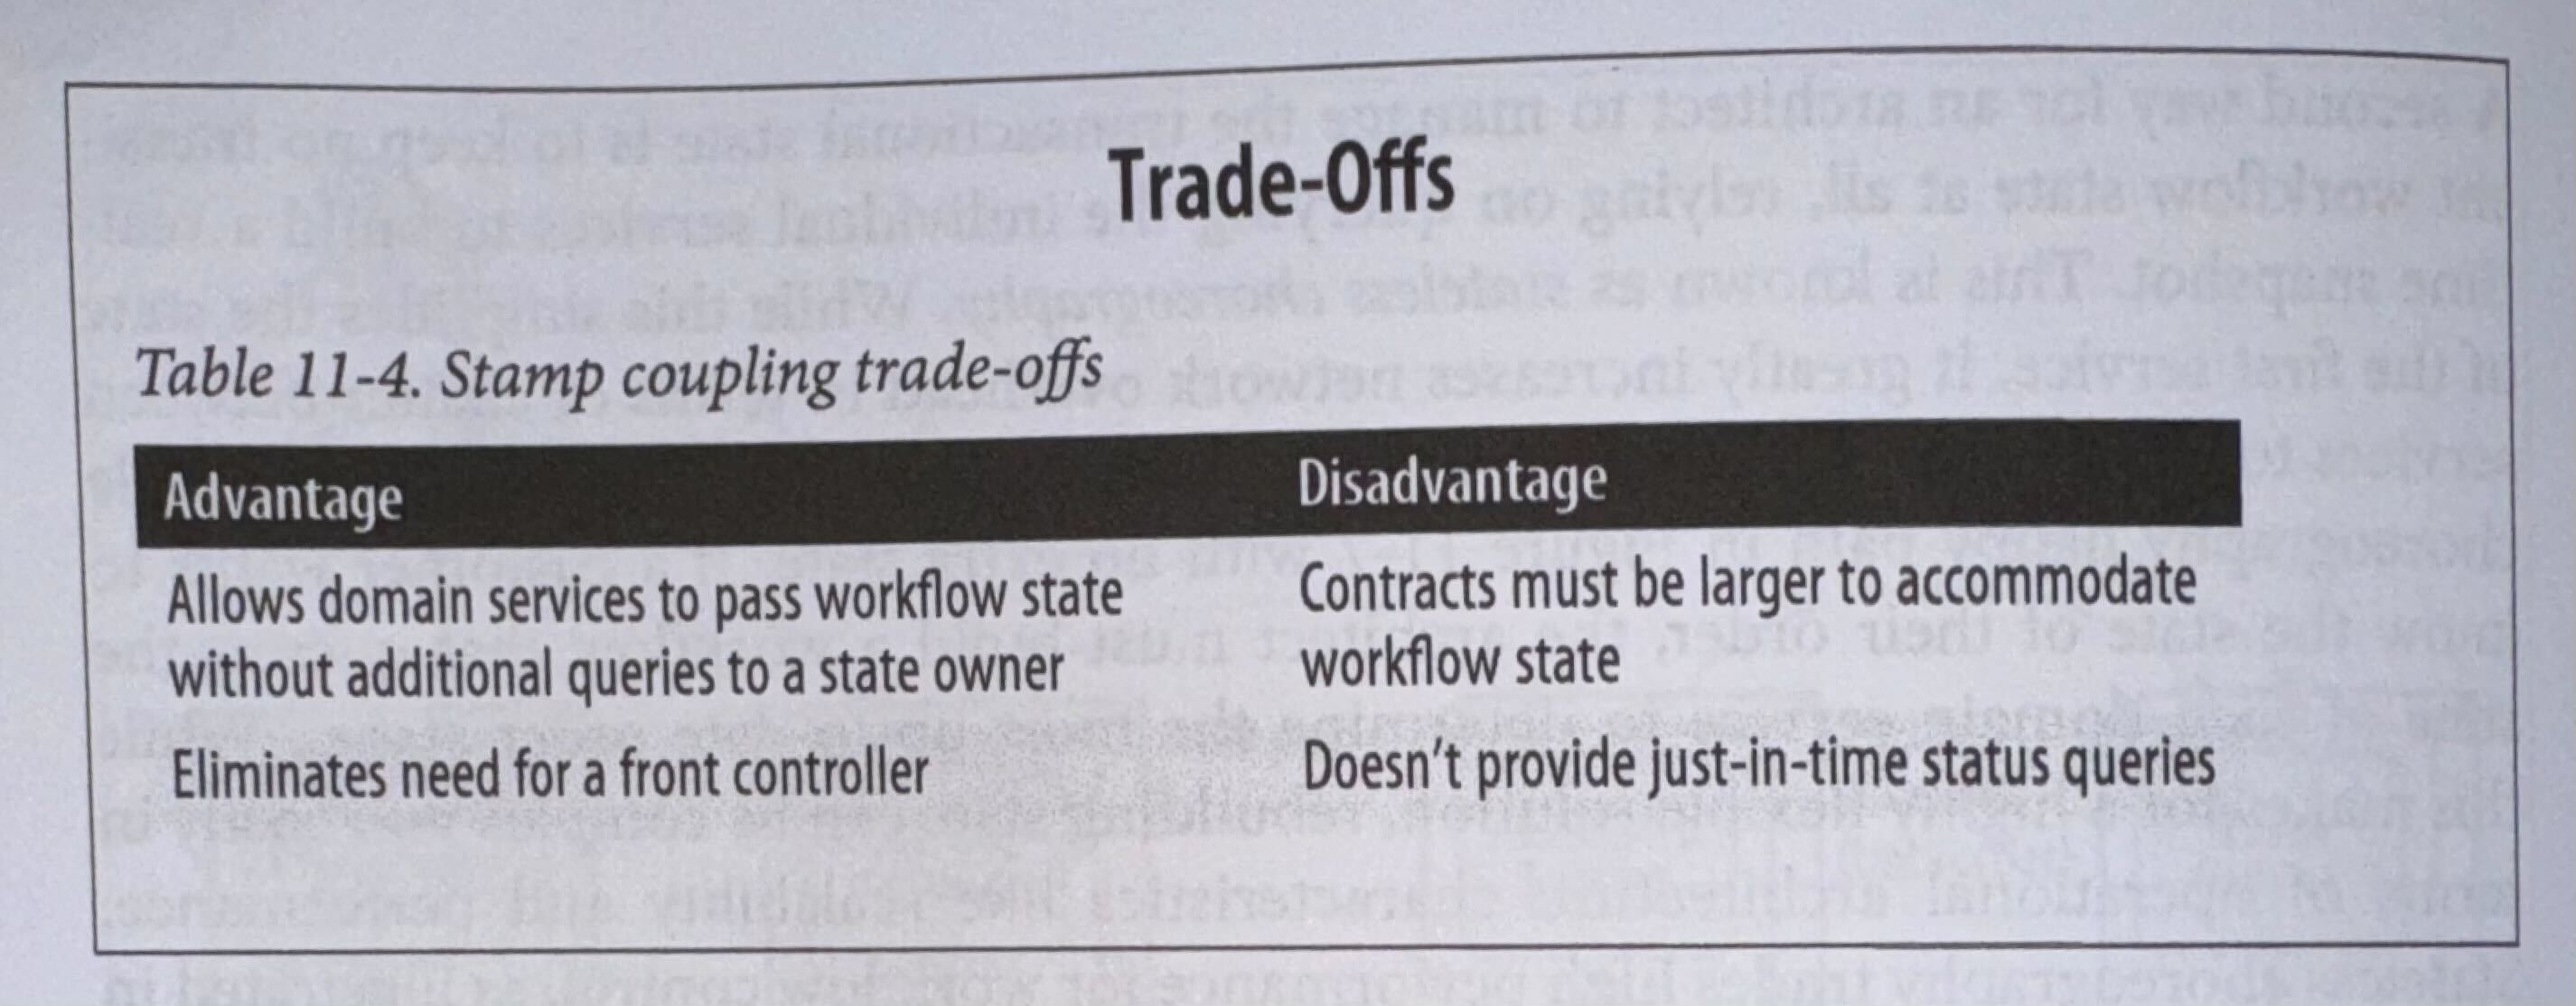 Trade-Offs
Table 11-4. Stamp coupling trade-offs
Advantage Disadvantage
Allows domain services to pass workflow state Contracts must be larger to accommodate
without additional queries to a state owner workflow state
Eliminates need for a front controller Doesn't provide just-in-time status queries